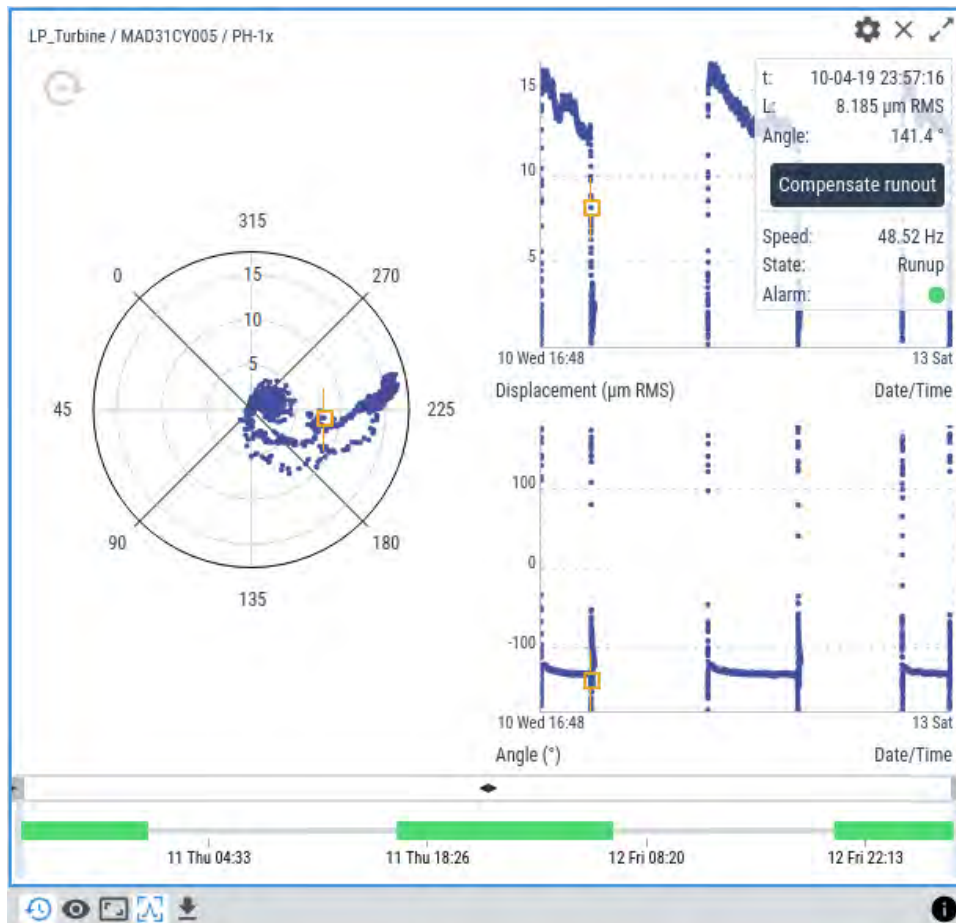 LP_Turbine / MAD31CY005 / PH-1x
315
0
270
15
10
5
45
225
90
180
135
15
10
5
t: 10-04-19 23:57:16
L: 8.185 µm RMS
Angle: 141.4 °
Compensate runout
Speed: 48.52 Hz
State: Runup
Alarm:
10 Wed 16:48 13 Sat
Displacement (µm RMS) Date/Time
100
0
-100
10 Wed 16:48 13 Sat
Angle (°) Date/Time
11 Thu 04:33 11 Thu 18:26 12 Fri 08:20 12 Fri 22:13